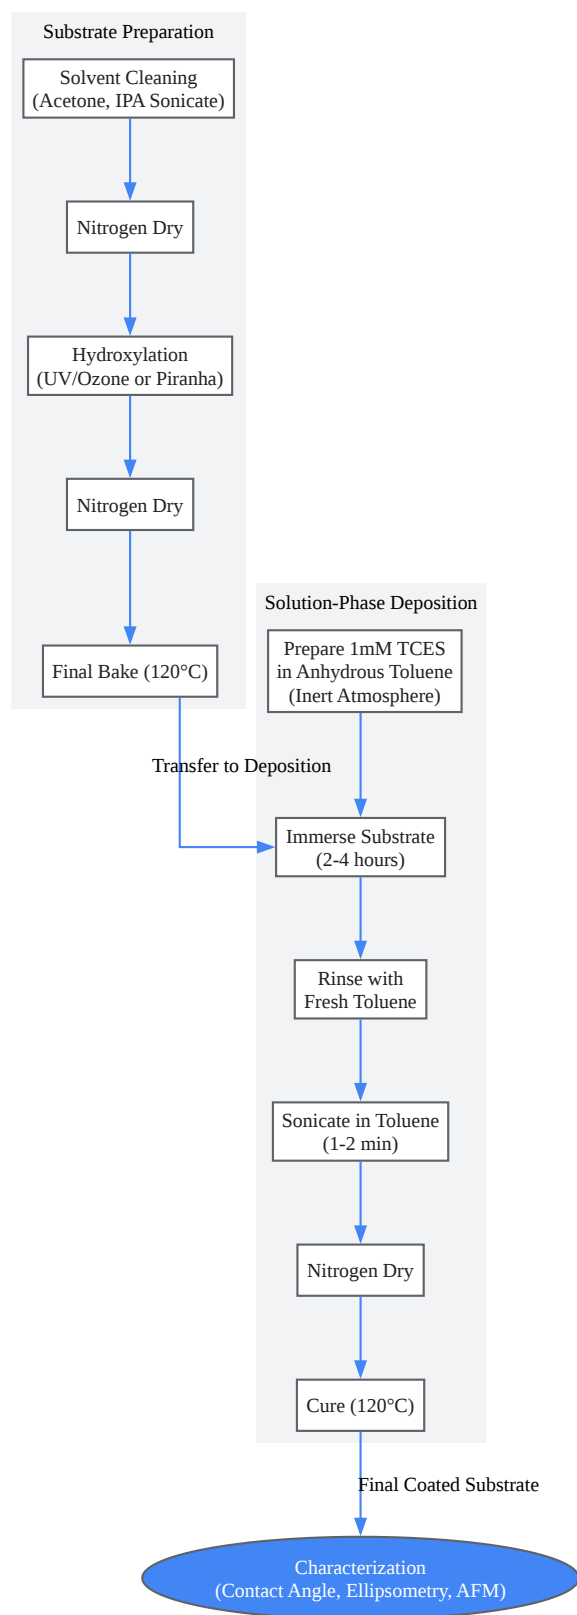 Substrate Preparation
Solvent Cleaning
(Acetone, IPA Sonicate)
Nitrogen Dry
Hydroxylation
(UV/Ozone or Piranha)
Nitrogen Dry
Final Bake (120°C)
Transfer to Deposition
Solution-Phase Deposition
Prepare 1mM TCES
in Anhydrous Toluene
(Inert Atmosphere)
Immerse Substrate
(2-4 hours)
Rinse with
Fresh Toluene
Sonicate in Toluene
(1-2 min)
Nitrogen Dry
Cure (120°C)
Final Coated Substrate
Characterization
(Contact Angle, Ellipsometry, AFM)